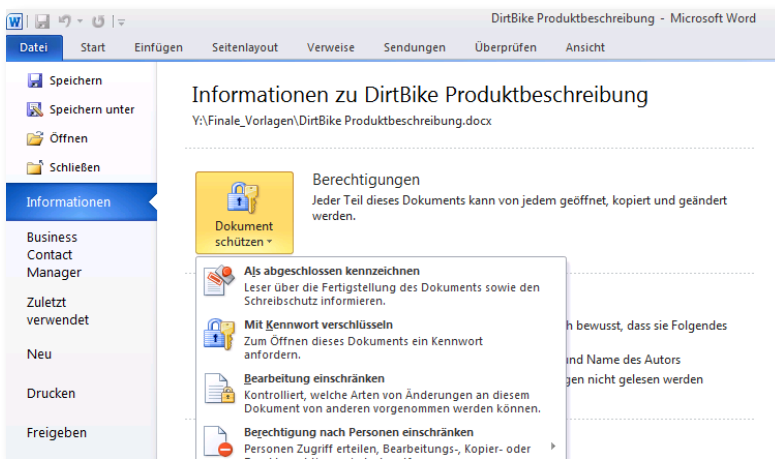 DirtBike Produktbeschreibung - Microsoft Word
Datei Start Einfügen Seitenlayout Verweise Sendungen Überprüfen Ansicht
Speichern
Speichern unter
Öffnen
Schließen
Informationen
Business
Contact
Manager
Zuletzt
verwendet
Neu
Drucken
Freigeben
Informationen zu DirtBike Produktbeschreibung
Y:\Finale_Vorlagen\DirtBike Produktbeschreibung.docx
Dokument
schützen
Berechtigungen
Jeder Teil dieses Dokuments kann von jedem geöffnet, kopiert und geändert
werden.
Als abgeschlossen kennzeichnen
Leser über die Fertigstellung des Dokuments sowie den
Schreibschutz informieren.
Mit Kennwort verschlüsseln
Zum Öffnen dieses Dokuments ein Kennwort
anfordern.
Bearbeitung einschränken
Kontrolliert, welche Arten von Änderungen an diesem
Dokument von anderen vorgenommen werden können.
Berechtigung nach Personen einschränken
Personen Zugriff erteilen, Bearbeitungs-, Kopier- oder
h bewusst, dass sie Folgendes
und Name des Autors
gen nicht gelesen werden